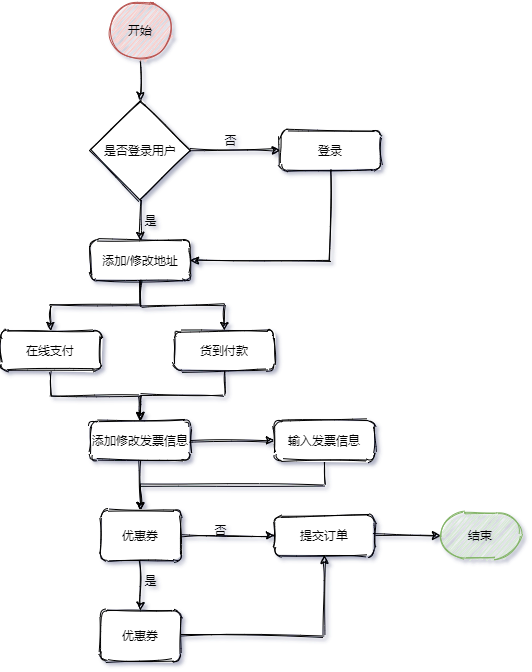 开始
是否登录用户
否
登录
是
添加/修改地址
在线支付
货到付款
添加修改发票信息
输入发票信息
优惠券
否
提交订单
结束
是
优惠券